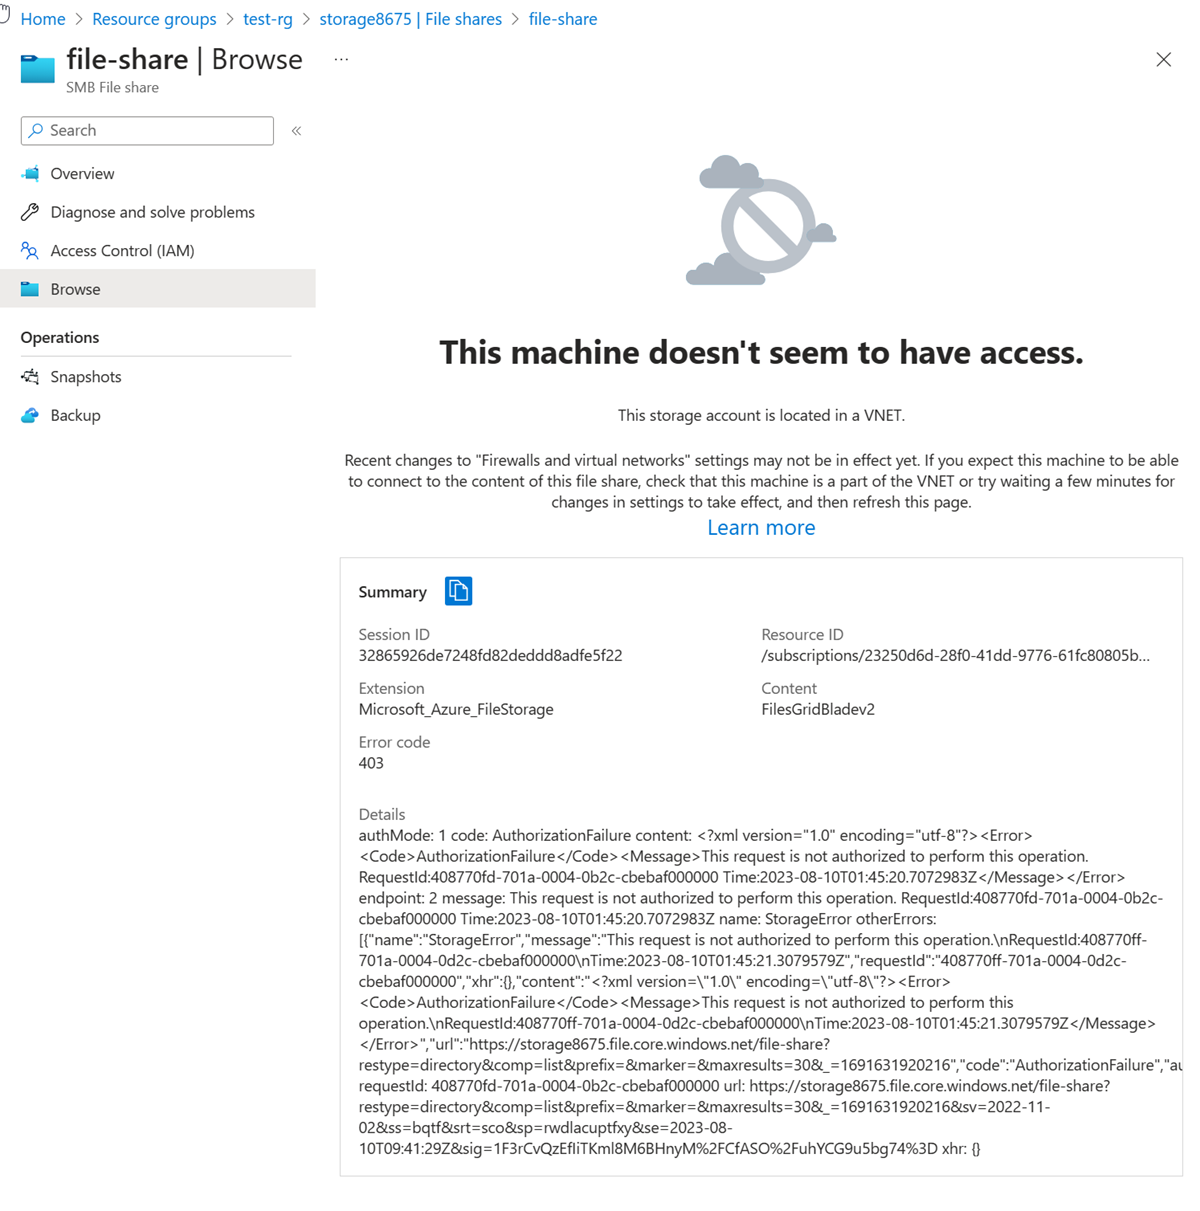 Home > Resource groups > test-rg > storage8675 | File shares > file-share
file-share | Browse ...
SMB File share
Search
Overview
Diagnose and solve problems
Access Control (IAM)
Browse
Operations
Snapshots
Backup
This machine doesn't seem to have access.
This storage account is located in a VNET.
Recent changes to "Firewalls and virtual networks" settings may not be in effect yet. If you expect this machine to be able
to connect to the content of this file share, check that this machine is a part of the VNET or try waiting a few minutes for
changes in settings to take effect, and then refresh this page.
Learn more
Summary
Session ID
32865926de7248fd82deddd8adfe5f22
Resource ID
/subscriptions/23250d6d-28f0-41dd-9776-61fc80805b...
Extension
Microsoft_Azure_FileStorage
Content
FilesGridBladev2
Error code
403
Details
authMode: 1 code: AuthorizationFailure content: <?xml version="1.0" encoding="utf-8"?><Error>
<Code>AuthorizationFailure</Code><Message>This request is not authorized to perform this operation.
RequestId:408770fd-701a-0004-0b2c-cbebaf000000 Time:2023-08-10T01:45:20.7072983Z</Message></Error>
endpoint: 2 message: This request is not authorized to perform this operation. RequestId:408770fd-701a-0004-0b2c-
cbebaf000000 Time:2023-08-10T01:45:20.7072983Z name: StorageError otherErrors:
[{"name":"StorageError","message":"This request is not authorized to perform this operation.\nRequestId:408770ff-
701a-0004-0d2c-cbebaf000000\nTime:2023-08-10T01:45:21.3079579Z","requestId":"408770ff-701a-0004-0d2c-
cbebaf000000","xhr":{},"content":"<?xml version=\"1.0\" encoding=\"utf-8\"?><Error>
<Code>AuthorizationFailure</Code><Message>This request is not authorized to perform this
operation.\nRequestId:408770ff-701a-0004-0d2c-cbebaf000000\nTime:2023-08-10T01:45:21.3079579Z</Message>
</Error>","url":"https://storage8675.file.core.windows.net/file-share?
restype=directory&comp=list&prefix=&marker=&maxresults=30&_=1691631920216","code":"AuthorizationFailure","au
requestId: 408770fd-701a-0004-0b2c-cbebaf000000 url: https://storage8675.file.core.windows.net/file-share?
restype=directory&comp=list&prefix=&marker=&maxresults=30&_=1691631920216&sv=2022-11-
02&ss=bqtf&srt=sco&sp=rwdlacuptfxy&se=2023-08-
10T09:41:29Z&sig=1F3rCvQzEfliTKml8M6BHnyM%2FCfASO%2FuhYCG9u5bg74%3D xhr: {}